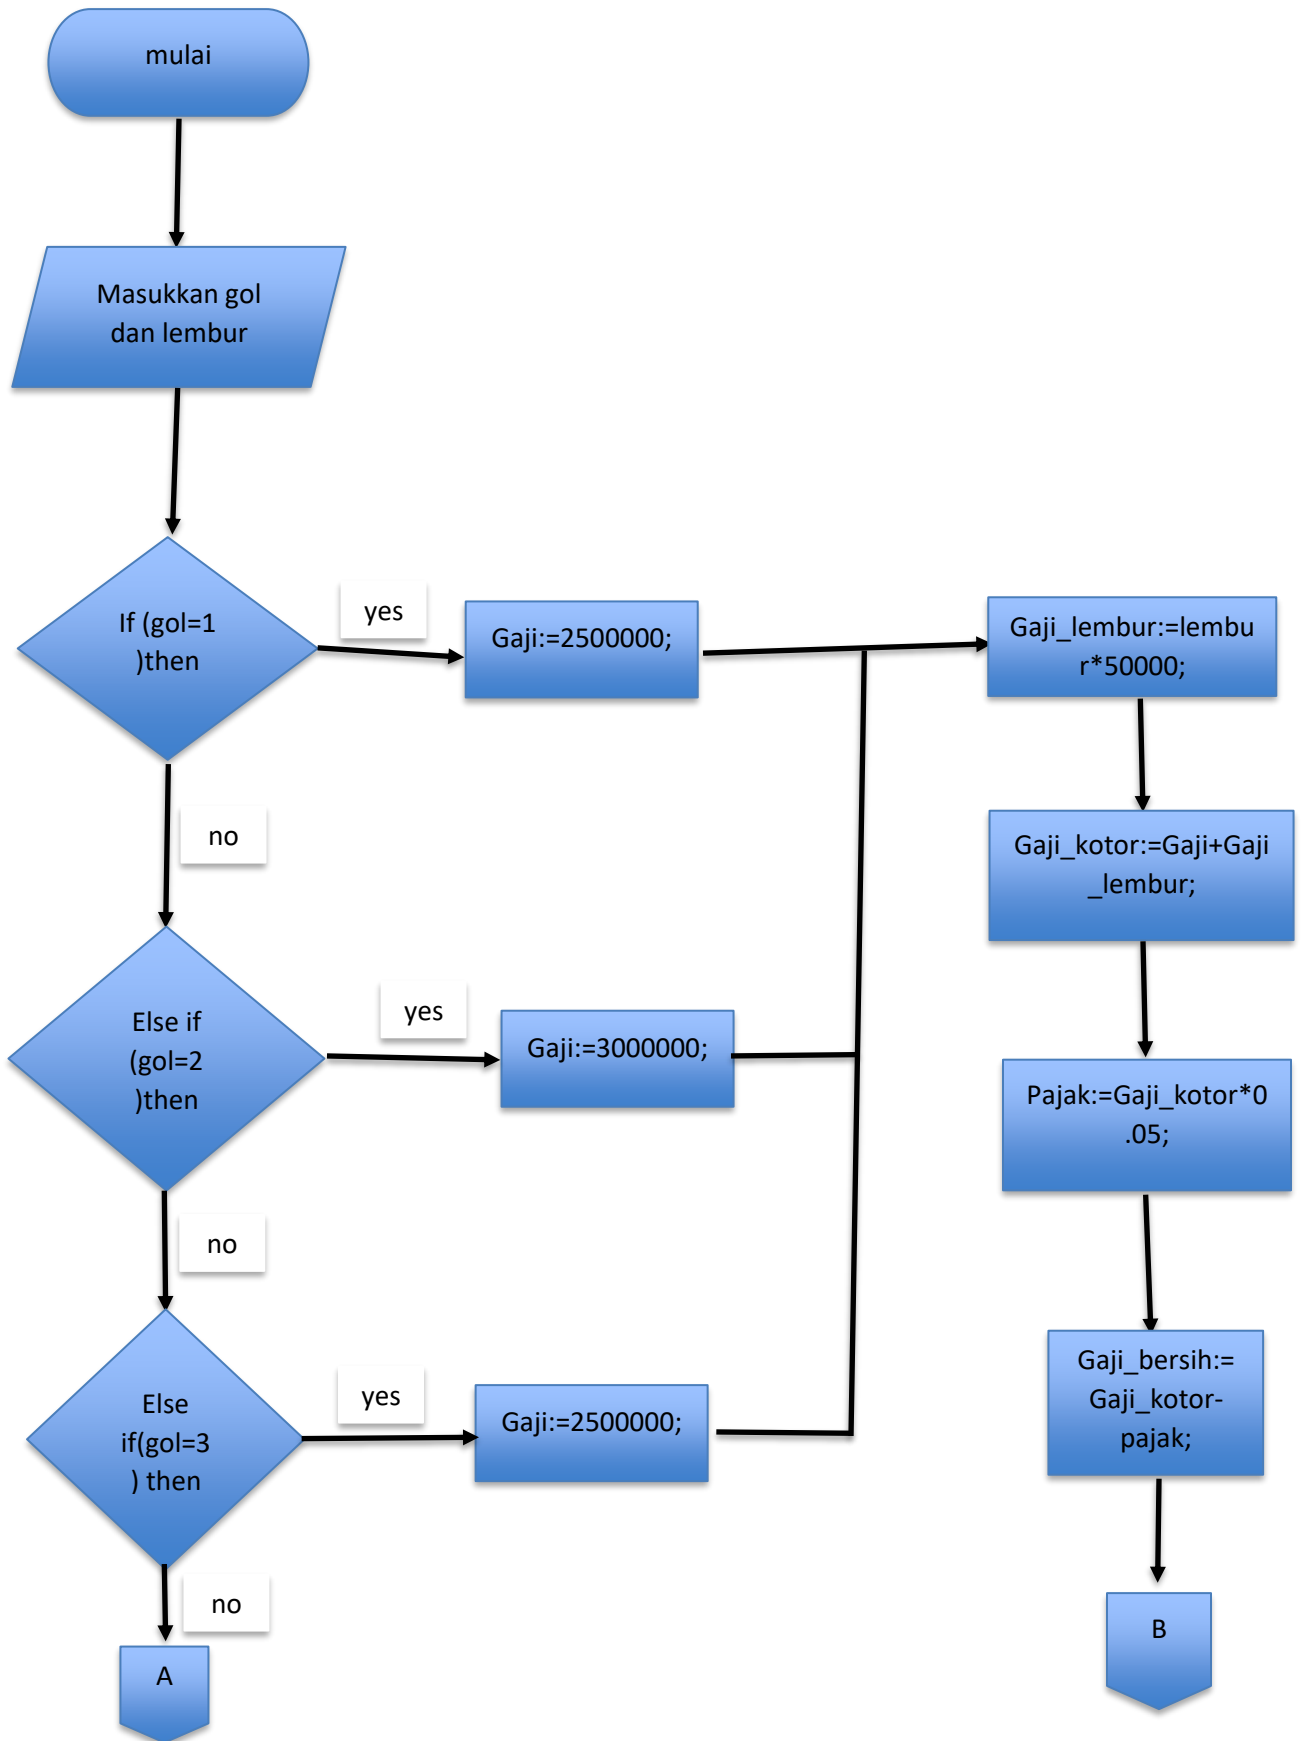 mulai
Masukkan gol
dan lembur
If (gol=1
)then
yes
Gaji:=2500000;
no
Else if
(gol=2
)then
yes
Gaji:=3000000;
no
Else
if(gol=3
) then
yes
Gaji:=2500000;
no
A
Gaji_lembur:=lembu
r*50000;
Gaji_kotor:=Gaji+Gaji
_lembur;
Pajak:=Gaji_kotor*0
.05;
Gaji_bersih:=
Gaji_kotor-
pajak;
B